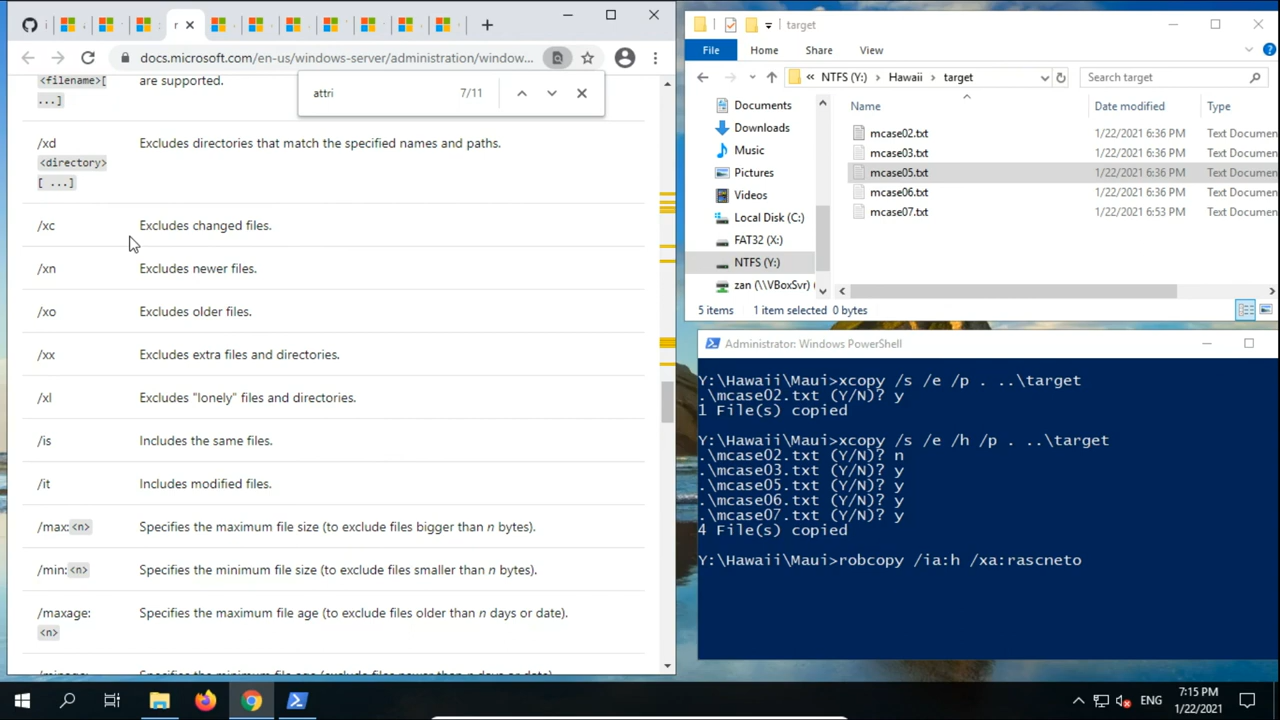 r
docs.microsoft.com/en-us/windows-server/administration/window...
attri
7/11
<filename>[
...]
are supported.
/xd
<directory>
[ ...]
Excludes directories that match the specified names and paths.
/xc
Excludes changed files.
/xn
Excludes newer files.
/xo
Excludes older files.
/xx
Excludes extra files and directories.
/xl
Excludes "lonely" files and directories.
/is
Includes the same files.
/it
Includes modified files.
/max:<n>
Specifies the maximum file size (to exclude files bigger than n bytes).
/min:<n>
Specifies the minimum file size (to exclude files smaller than n bytes).
/maxage:
<n>
Specifies the maximum file age (to exclude files older than n days or date).
target
File
Home
Share
View
« NTFS (Y:) Hawaii target
Search target
Documents
Downloads
Music
Pictures
Videos
Local Disk (C:)
FAT32 (X:)
NTFS (Y:)
zan (\\VBoxSvr) (
Name
Date modified
Type
mcase02.txt 1/22/2021 6:36 PM Text Documen
mcase03.txt 1/22/2021 6:36 PM Text Documen
mcase05.txt 1/22/2021 6:36 PM Text Documen
mcase06.txt 1/22/2021 6:36 PM Text Documen
mcase07.txt 1/22/2021 6:53 PM Text Documen
5 items 1 item selected 0 bytes
Administrator: Windows PowerShell
Y:\Hawaii\Maui>xcopy /s /e /p . ..\target
.\mcase02.txt (Y/N)? y
1 File(s) copied
Y:\Hawaii\Maui>xcopy /s /e /h /p . ..\target
.\mcase02.txt (Y/N)? n
.\mcase03.txt (Y/N)? y
.\mcase05.txt (Y/N)? y
.\mcase06.txt (Y/N)? y
.\mcase07.txt (Y/N)? y
4 File(s) copied
Y:\Hawaii\Maui>robcopy /ia:h /xa:rascneto
ENG
7:15 PM
1/22/2021